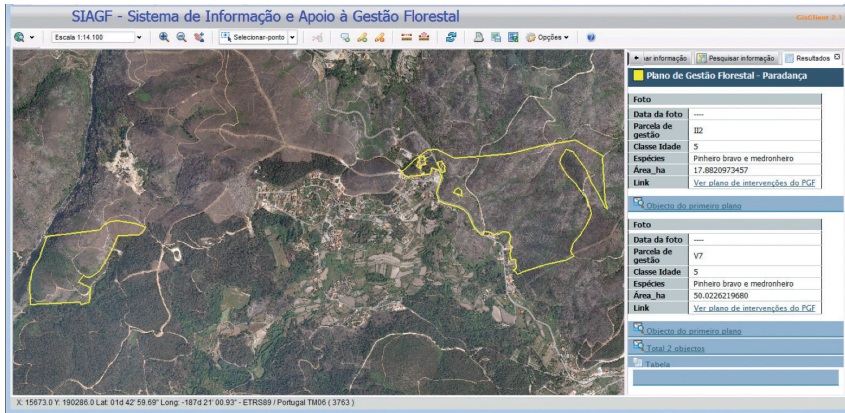 SIAGF - Sistema de Informação e Apoio à Gestão Florestal
GisClient 2.1
Escala 1:14.100
Selecionar-ponto
Opções
iar informação
Pesquisar informação
Resultados
Plano de Gestão Florestal - Paradança
Foto
Data da foto ----
Parcela de gestão II2
Classe Idade 5
Espécies Pinheiro bravo e medronheiro
Área_ha 17.8820973457
Link Ver plano de intervenções do PGF
Objecto do primeiro plano
Foto
Data da foto ----
Parcela de gestão V7
Classe Idade 5
Espécies Pinheiro bravo e medronheiro
Área_ha 50.0226219680
Link Ver plano de intervenções do PGF
Objecto do primeiro plano
Total 2 objectos
Tabela
X: 15673.0 Y: 190286.0 Lat: 01d 42' 59.69" Long: -187d 21' 00.93" - ETRS89 / Portugal TM06 ( 3763 )